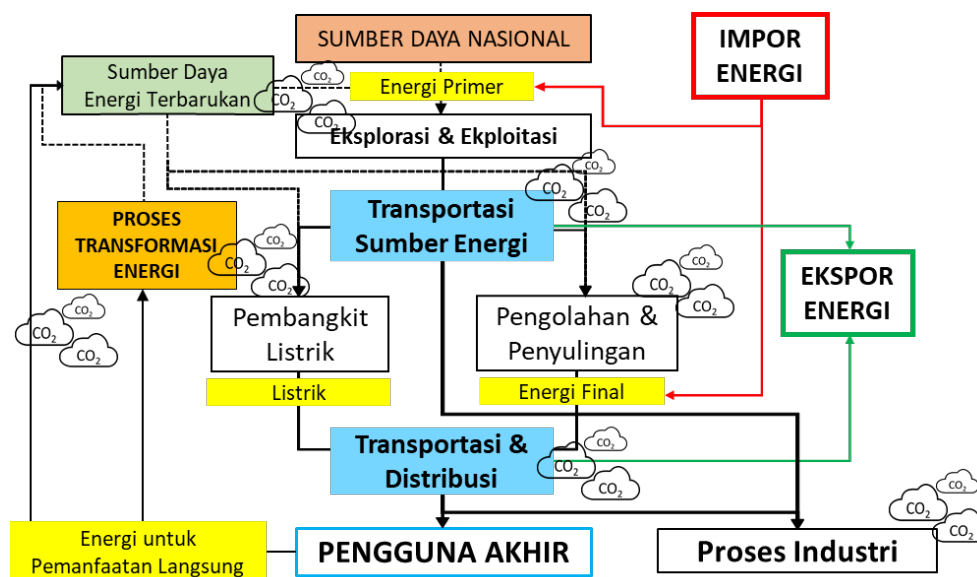 SUMBER DAYA NASIONAL
IMPOR
ENERGI
Sumber Daya
Energi Terbarukan
CO2
CO2
CO2
Energi Primer
Eksplorasi & Ekploitasi
CO2
CO2
CO2
Transportasi
Sumber Energi
PROSES
TRANSFORMASI
ENERGI
CO2
CO2
CO2
CO2
CO2
CO2
EKSPOR
ENERGI
Pembangkit
Listrik
Pengolahan &
Penyulingan
CO2
CO2
CO2
Listrik
Energi Final
Transportasi &
Distribusi
CO2
CO2
CO2
CO2
CO2
CO2
Energi untuk
Pemanfaatan Langsung
PENGGUNA AKHIR
Proses Industri